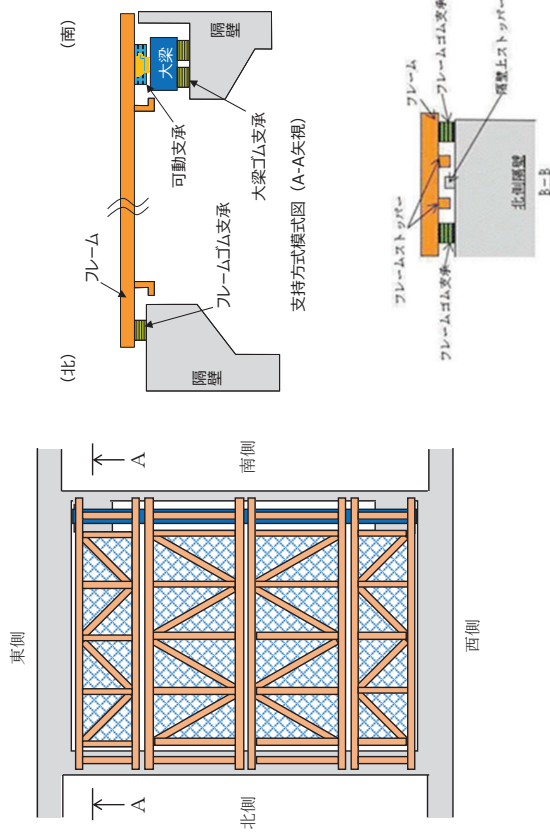 東側
A
A
北側
南側
西側
(北)
(南)
フレーム
隔壁
フレームゴム支承
可動支承
大梁
隔壁
大梁ゴム支承
支持方式模式図 (A-A矢視)
フレームストッパー
フレーム
フレームゴム支承
フレームゴム支承
隔壁上ストッパー
北側隔壁
B−B